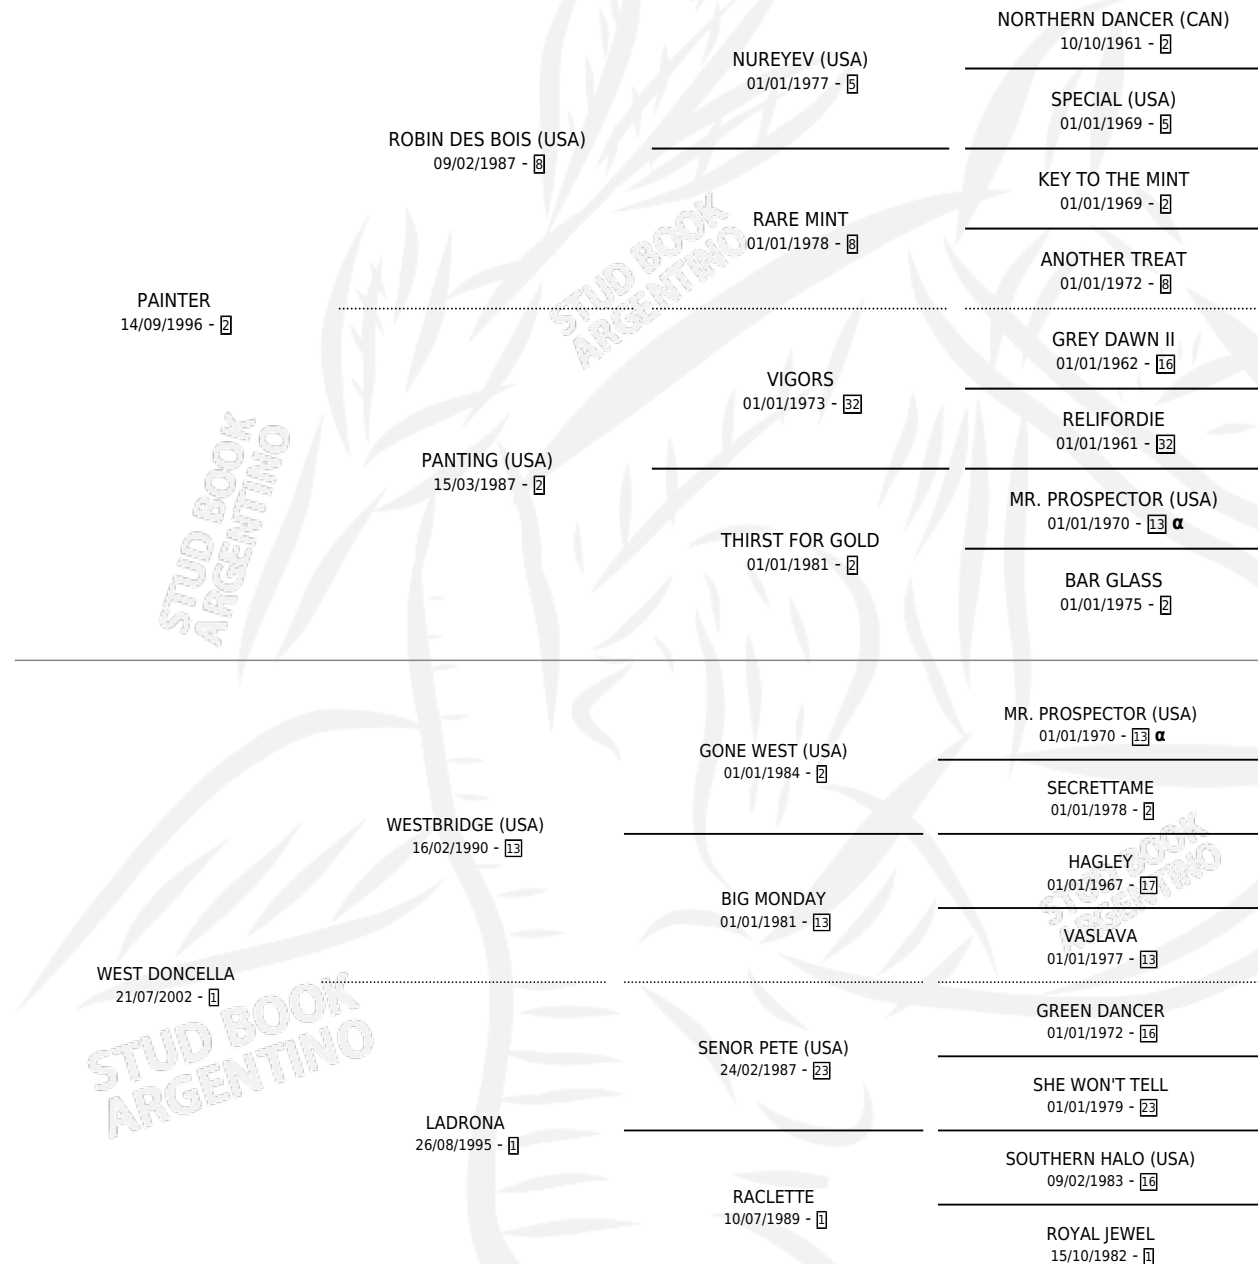 NORTHERN DANCER (CAN)
10/10/1961 - 2
NUREYEV (USA)
01/01/1977 - 5
SPECIAL (USA)
01/01/1969 - 5
ROBIN DES BOIS (USA)
09/02/1987 - 8
KEY TO THE MINT
01/01/1969 - 2
RARE MINT
01/01/1978 - 8
ANOTHER TREAT
01/01/1972 - 8
PAINTER
14/09/1996 - 2
GREY DAWN II
01/01/1962 - 16
VIGORS
01/01/1973 - 32
RELIFORDIE
01/01/1961 - 32
PANTING (USA)
15/03/1987 - 2
MR. PROSPECTOR (USA)
01/01/1970 - 13 α
THIRST FOR GOLD
01/01/1981 - 2
BAR GLASS
01/01/1975 - 2
MR. PROSPECTOR (USA)
01/01/1970 - 13 α
GONE WEST (USA)
01/01/1984 - 2
SECRETTAME
01/01/1978 - 2
WESTBRIDGE (USA)
16/02/1990 - 13
HAGLEY
01/01/1967 - 17
BIG MONDAY
01/01/1981 - 13
VASLAVA
01/01/1977 - 13
WEST DONCELLA
21/07/2002 - 1
GREEN DANCER
01/01/1972 - 16
SENOR PETE (USA)
24/02/1987 - 23
SHE WON'T TELL
01/01/1979 - 23
LADRONA
26/08/1995 - 1
SOUTHERN HALO (USA)
09/02/1983 - 16
RACLETTE
10/07/1989 - 1
ROYAL JEWEL
15/10/1982 - 1
STUD BOOK
ARGENTINO
STUD BOOK
ARGENTINO
STUD BOOK
ARGENTINO
STUD BOOK
ARGENTINO